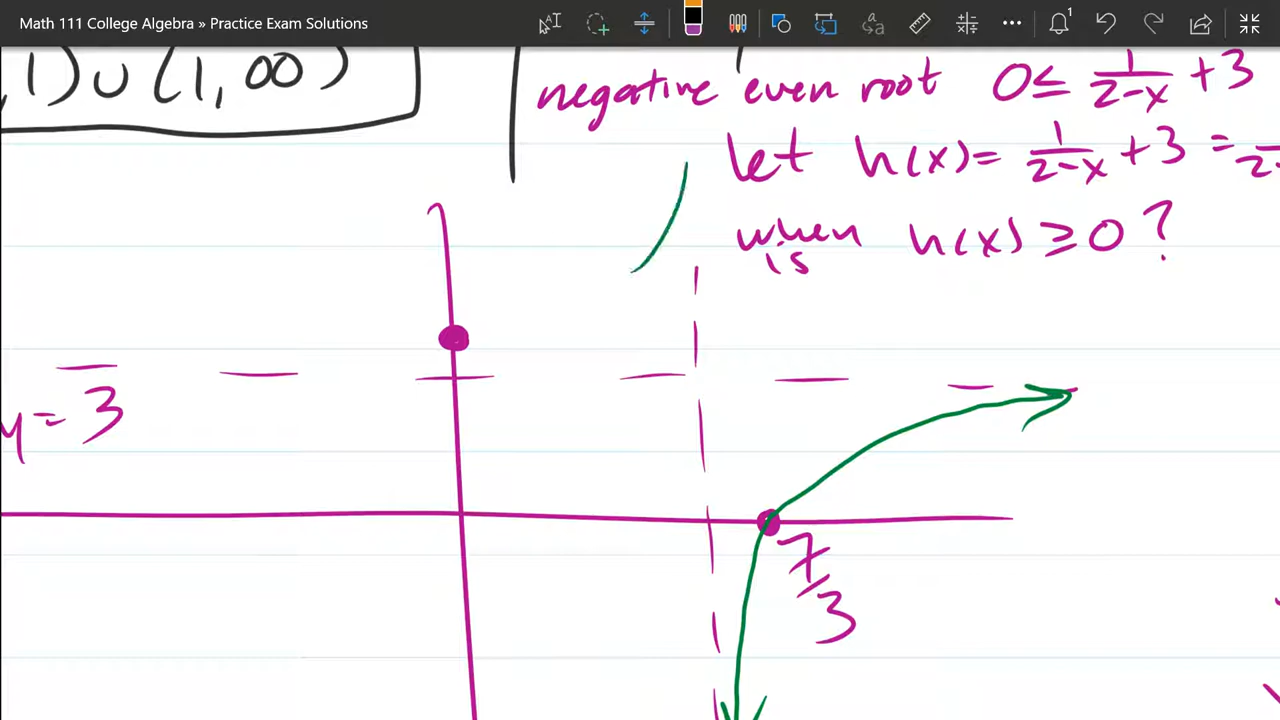 Math 111 College Algebra » Practice Exam Solutions
, 1) ∪ (1, ∞)
negative even root 0 ≤ 1/(2-x) + 3
let h(x) = 1/(2-x) + 3 =
when is h(x) ≥ 0?
y = 3
7/3